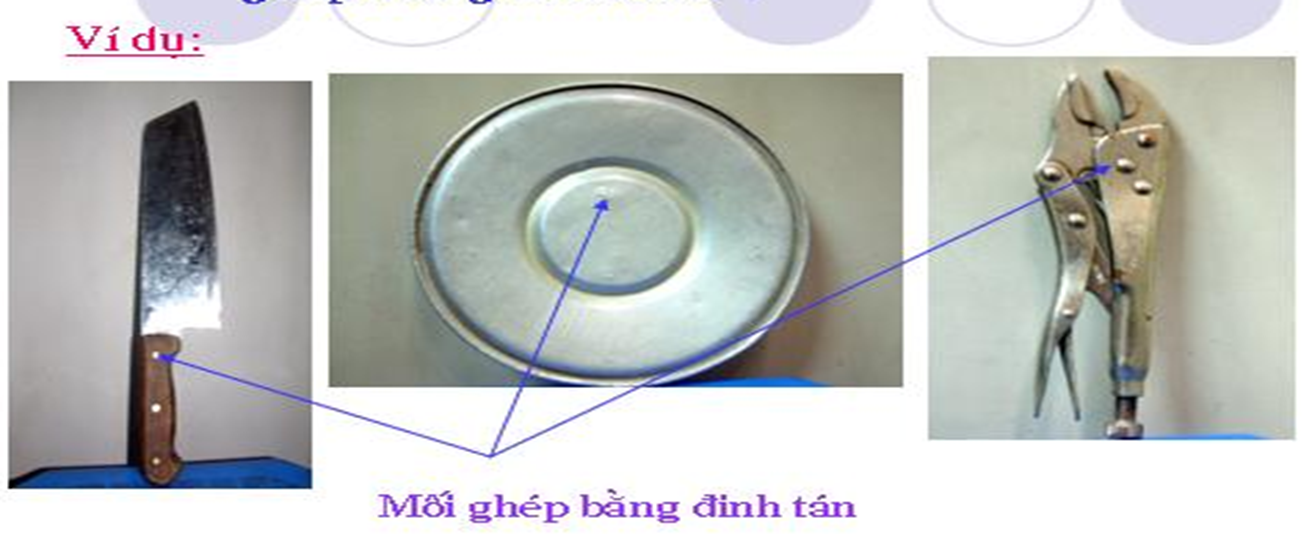 Ví dụ:
Mối ghép bằng đinh tán